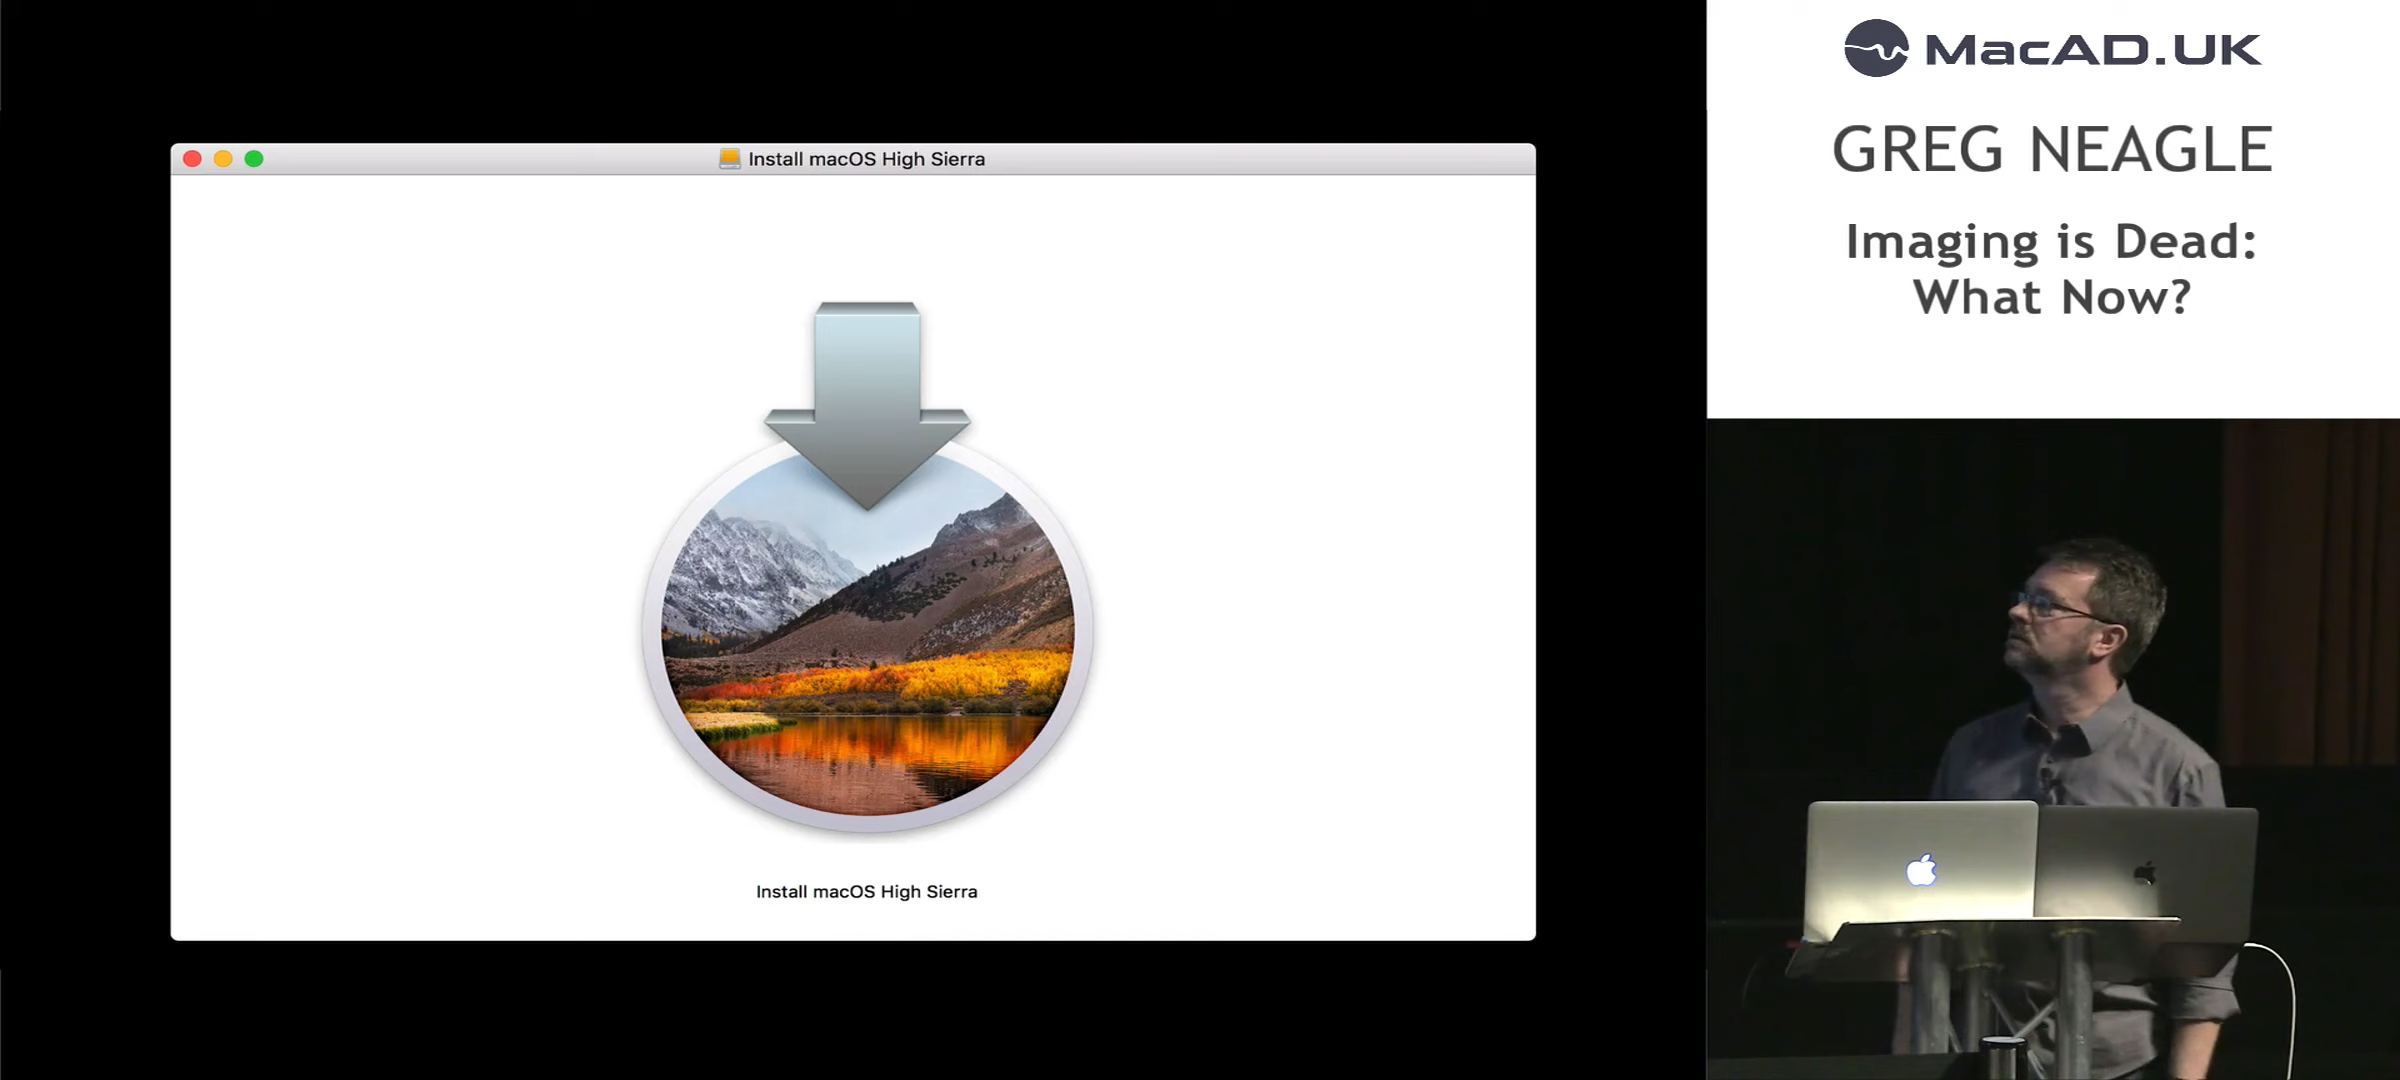 Install macOS High Sierra
Install macOS High Sierra
MacAD.UK
GREG NEAGLE
Imaging is Dead:
What Now?